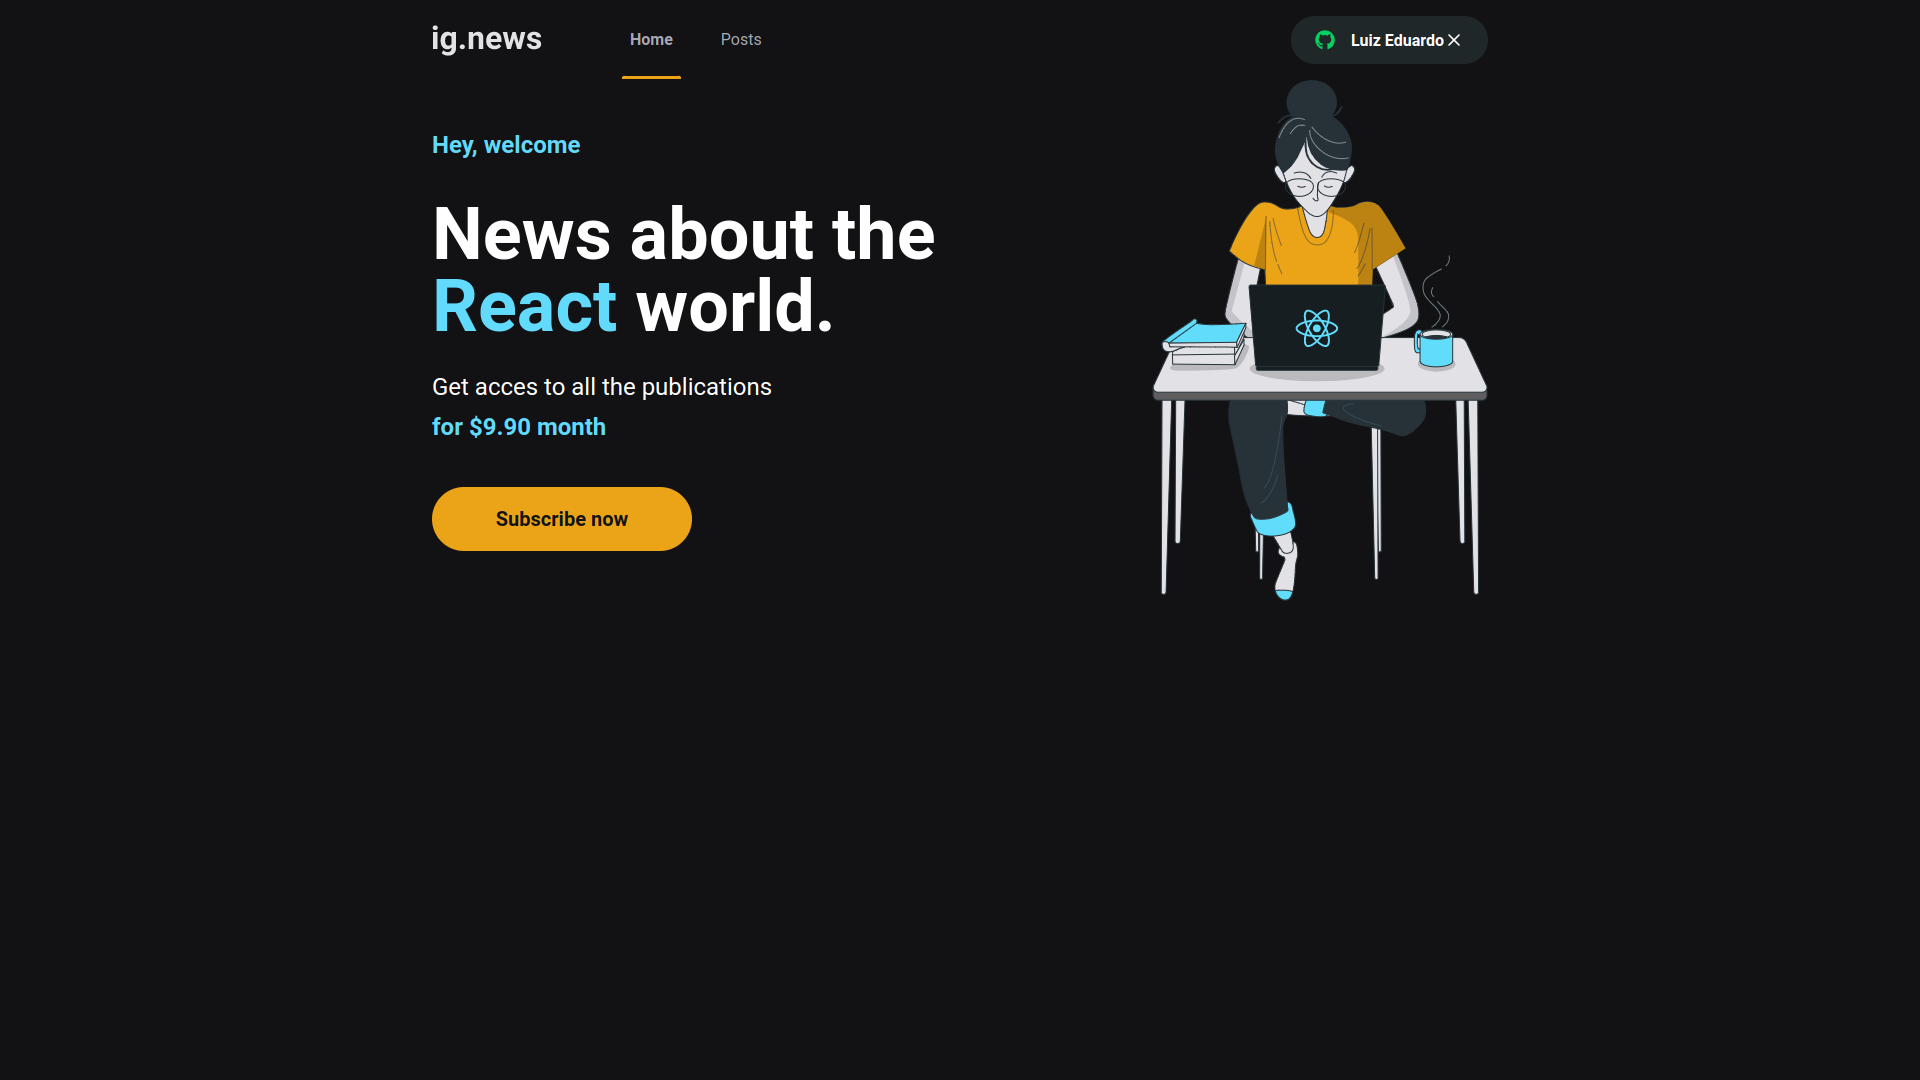 ig.news
Home
Posts
Luiz Eduardo
Hey, welcome
News about the
React world.
Get acces to all the publications
for $9.90 month
Subscribe now